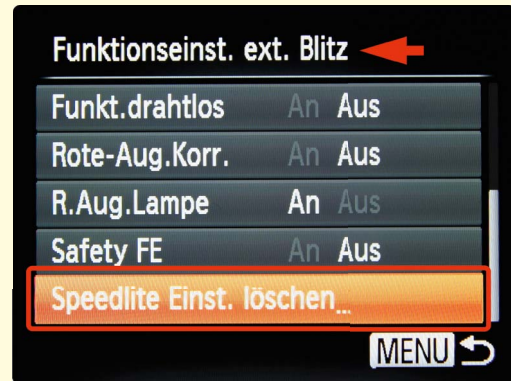 Funktionseinst. ext. Blitz
Funkt.drahtlos An Aus
Rote-Aug.Korr. An Aus
R.Aug.Lampe An Aus
Safety FE An Aus
Speedlite Einst. löschen...
MENU